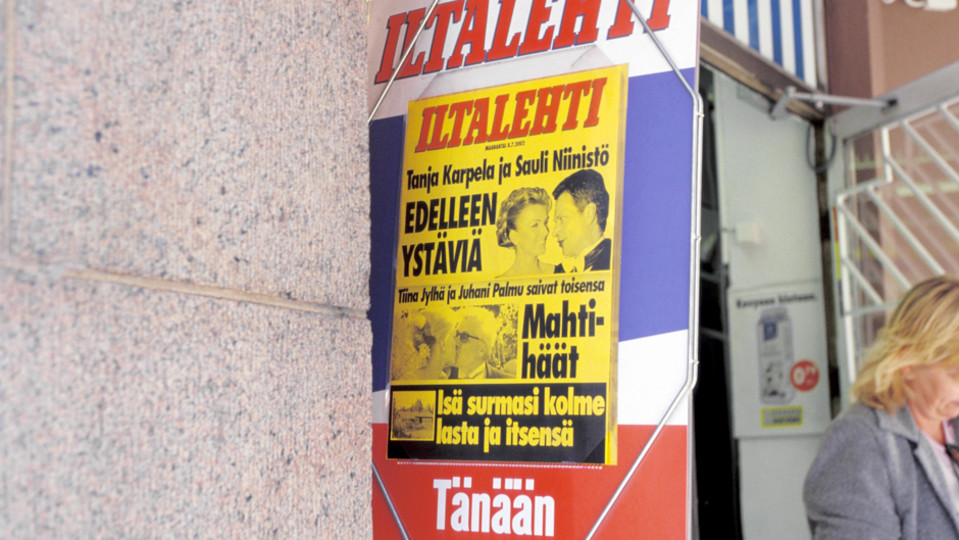 ILTALEHTI
ILTALEHTI
Tanja Karpela ja Sauli Niinistö
EDELLEEN
YSTÄVIÄ
Tiina Jylhä ja Juhani Palmu saivat toisensa
Mahti-
häät
Isä surmasi kolme
lasta ja itsensä
Tänään